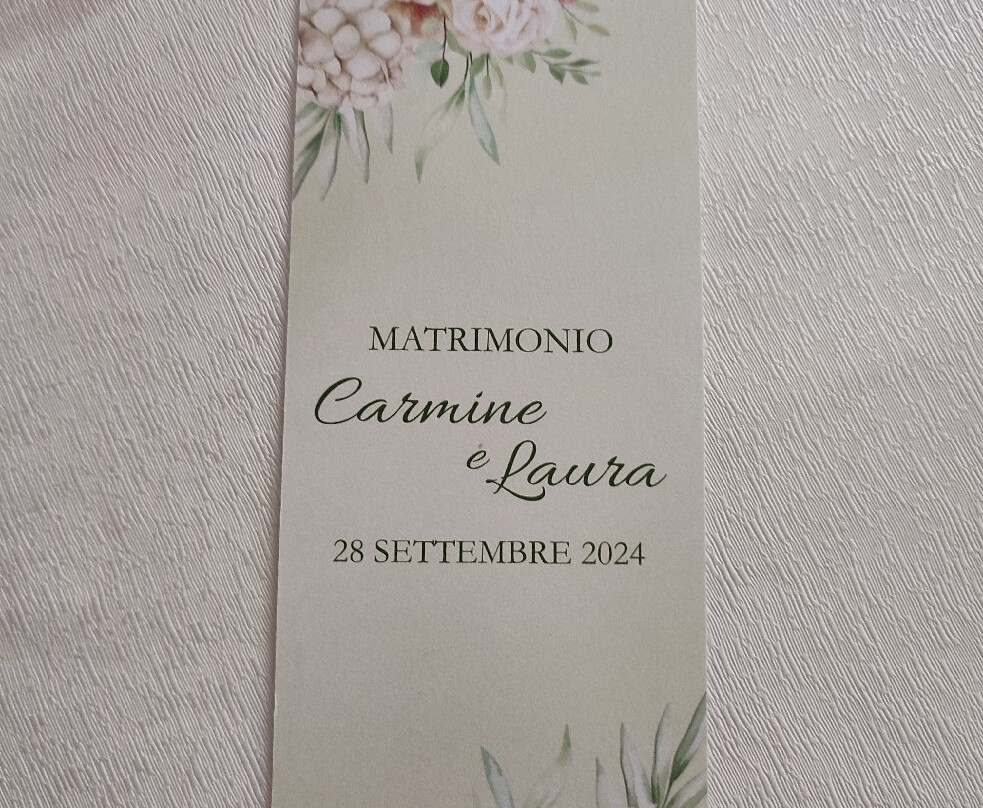 MATRIMONIO
Carmine
è Laura
28 SETTEMBRE 2024